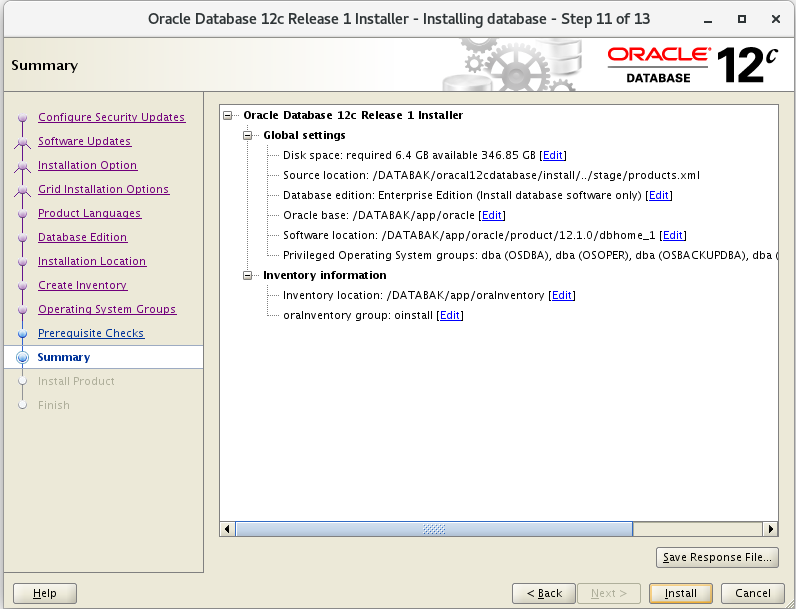 Oracle Database 12c Release 1 Installer - Installing database - Step 11 of 13
Summary
ORACLE
DATABASE
12c
Configure Security Updates
Software Updates
Installation Option
Grid Installation Options
Product Languages
Database Edition
Installation Location
Create Inventory
Operating System Groups
Prerequisite Checks
Summary
Install Product
Finish
Oracle Database 12c Release 1 Installer
Global settings
Disk space: required 6.4 GB available 346.85 GB [Edit]
Source location: /DATABAK/oracal12cdatabase/install/../stage/products.xml
Database edition: Enterprise Edition (Install database software only) [Edit]
Oracle base: /DATABAK/app/oracle [Edit]
Software location: /DATABAK/app/oracle/product/12.1.0/dbhome_1 [Edit]
Privileged Operating System groups: dba (OSDBA), dba (OSOPER), dba (OSBACKUPDBA), dba (
Inventory information
Inventory location: /DATABAK/app/oraInventory [Edit]
oraInventory group: oinstall [Edit]
Save Response File...
Help
< Back
Next >
Install
Cancel